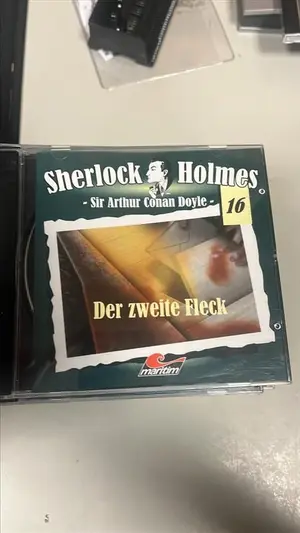 Sherlock Holmes
- Sir Arthur Conan Doyle -
16
Der zweite Fleck
maritim